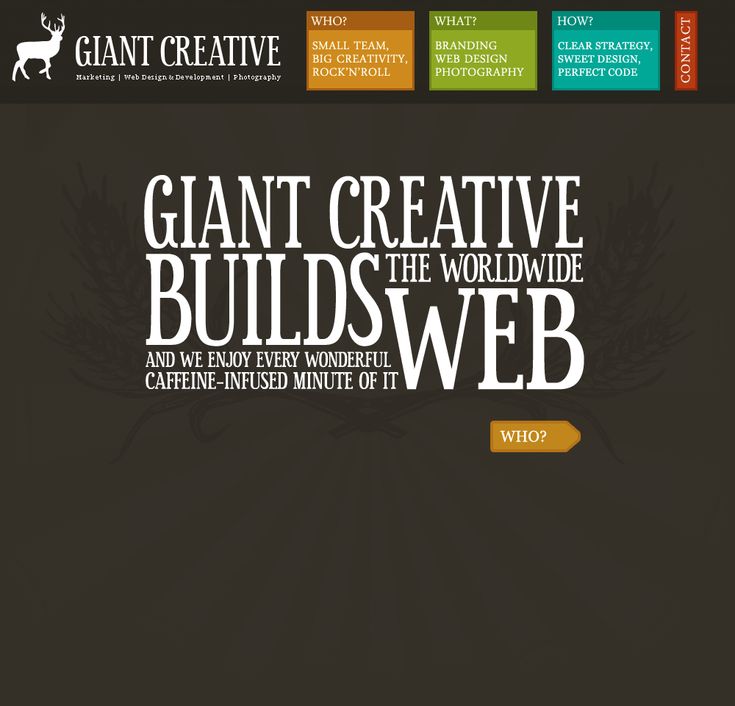 GIANT CREATIVE
Marketing | Web Design & Development | Photography
WHO?
SMALL TEAM,
BIG CREATIVITY,
ROCK'N'ROLL
WHAT?
BRANDING
WEB DESIGN
PHOTOGRAPHY
HOW?
CLEAR STRATEGY,
SWEET DESIGN,
PERFECT CODE
CONTACT
GIANT CREATIVE
BUILDS
THE WORLDWIDE
WEB
AND WE ENJOY EVERY WONDERFUL
CAFFEINE-INFUSED MINUTE OF IT
WHO?